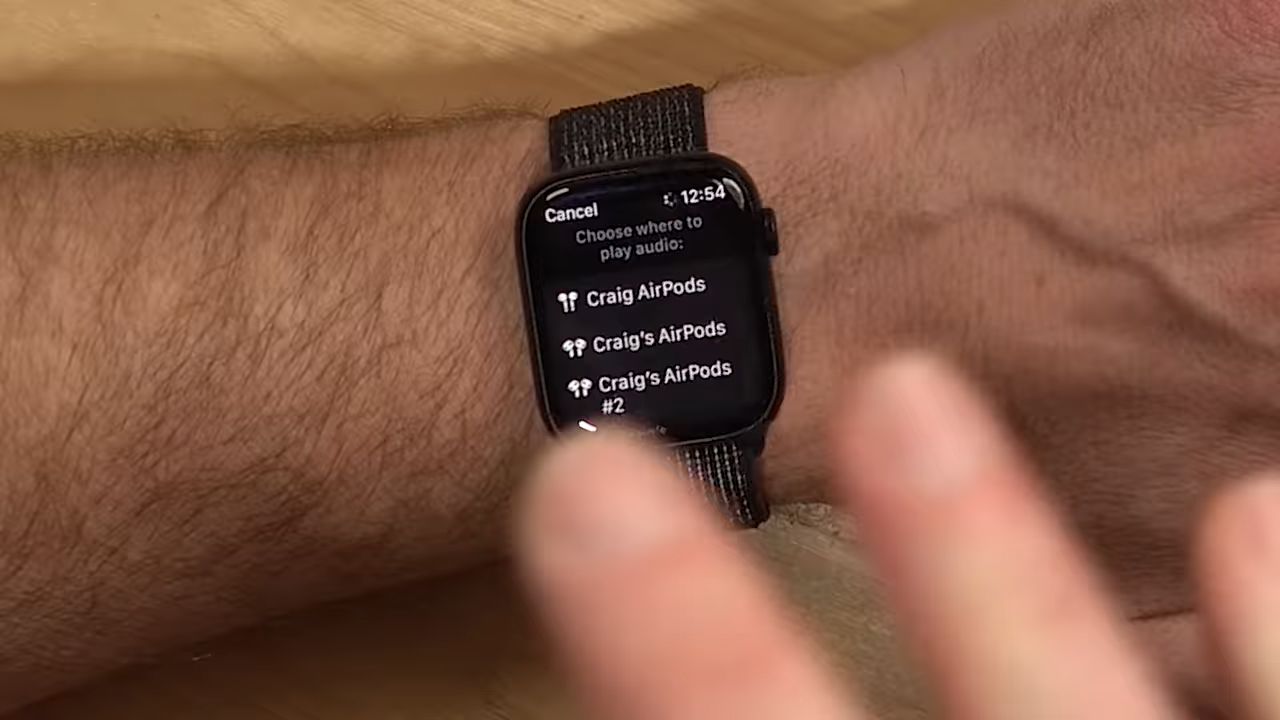 Cancel 12:54
Choose where to
play audio:
Craig AirPods
Craig's AirPods
Craig's AirPods
#2